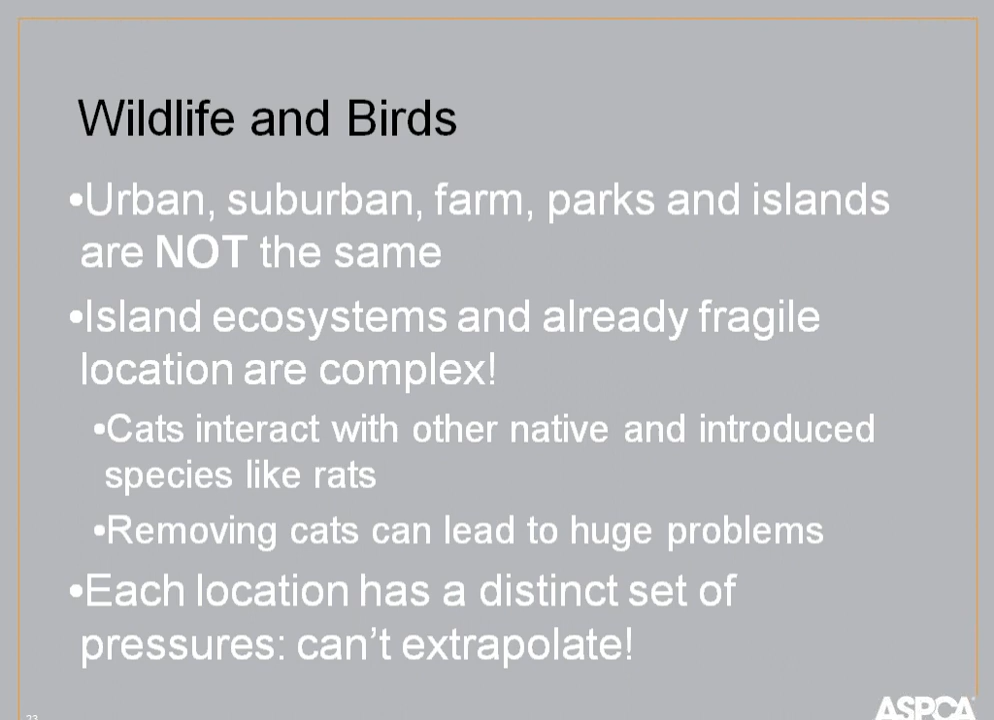 Wildlife and Birds
•Urban, suburban, farm, parks and islands
are NOT the same
•Island ecosystems and already fragile
location are complex!
•Cats interact with other native and introduced
species like rats
•Removing cats can lead to huge problems
•Each location has a distinct set of
pressures: can’t extrapolate!
23
ASPCA